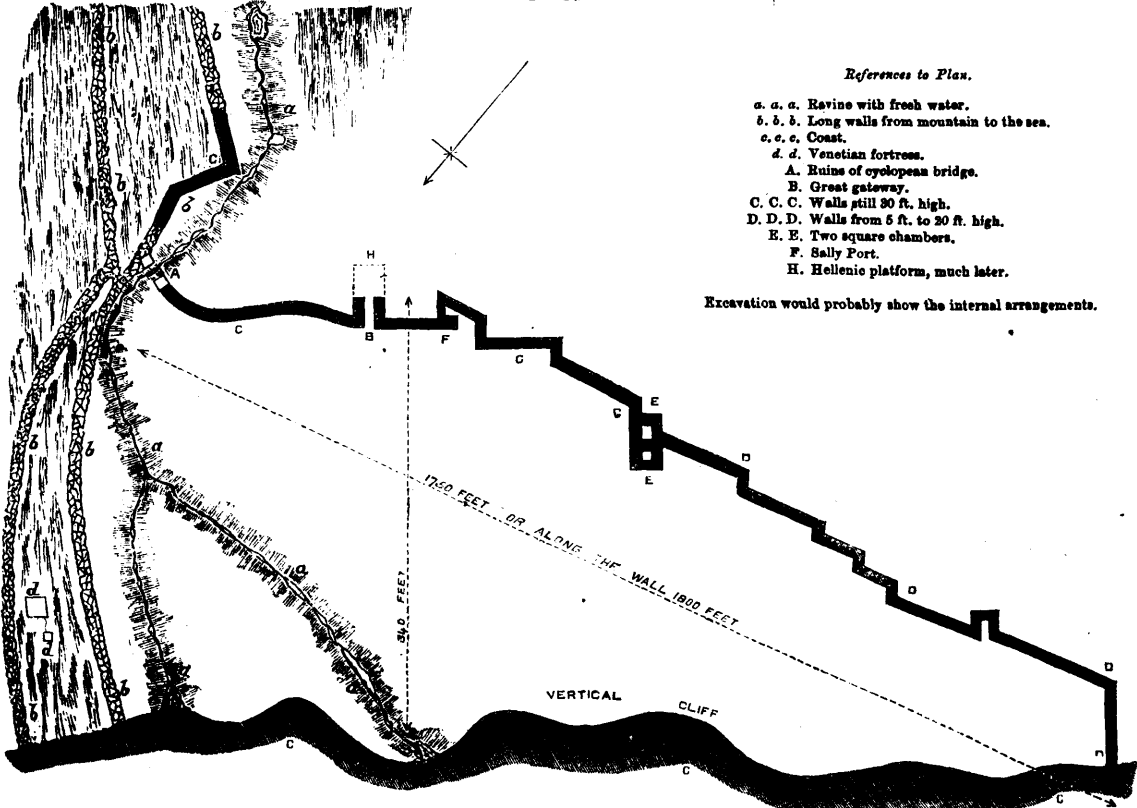 References to Plan.
a. a. a. Ravine with fresh water.
b. b. b. Long walls from mountain to the sea.
c. c. c. Coast.
d. d. Venetian fortress.
A. Ruins of cyclopean bridge.
B. Great gateway.
C. C. C. Walls still 30 ft. high.
D. D. D. Walls from 5 ft. to 20 ft. high.
E. E. Two square chambers.
F. Sally Port.
H. Hellenic platform, much later.
Excavation would probably show the internal arrangements.
b
b
a
C
b
b
A
H
C
B
F
C
C
E
E
D
b
b
a
1750 FEET OR ALONG THE WALL 1800 FEET
340 FEET
a
D
d
d
a
b
b
D
D
VERTICAL CLIFF
C
C
C